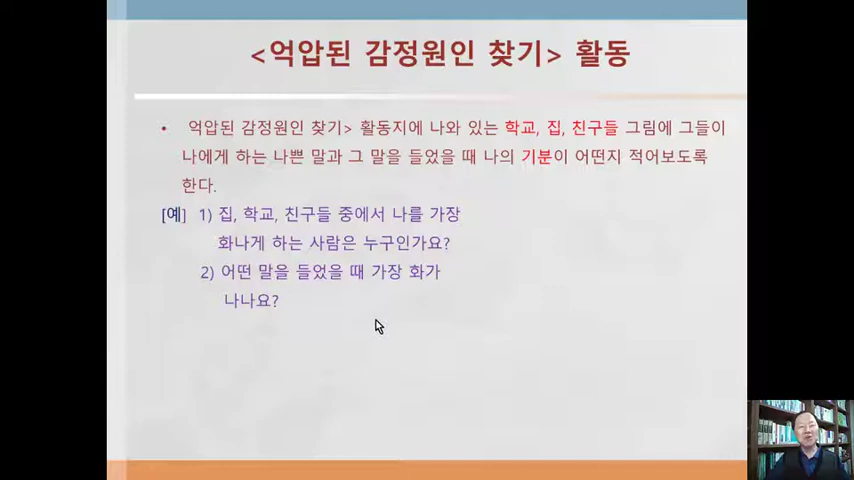 <억압된 감정원인 찾기> 활동
• 억압된 감정원인 찾기> 활동지에 나와 있는 학교, 집, 친구들 그림에 그들이
나에게 하는 나쁜 말과 그 말을 들었을 때 나의 기분이 어떤지 적어보도록
한다.
[예] 1) 집, 학교, 친구들 중에서 나를 가장
화나게 하는 사람은 누구인가요?
2) 어떤 말을 들었을 때 가장 화가
나나요?